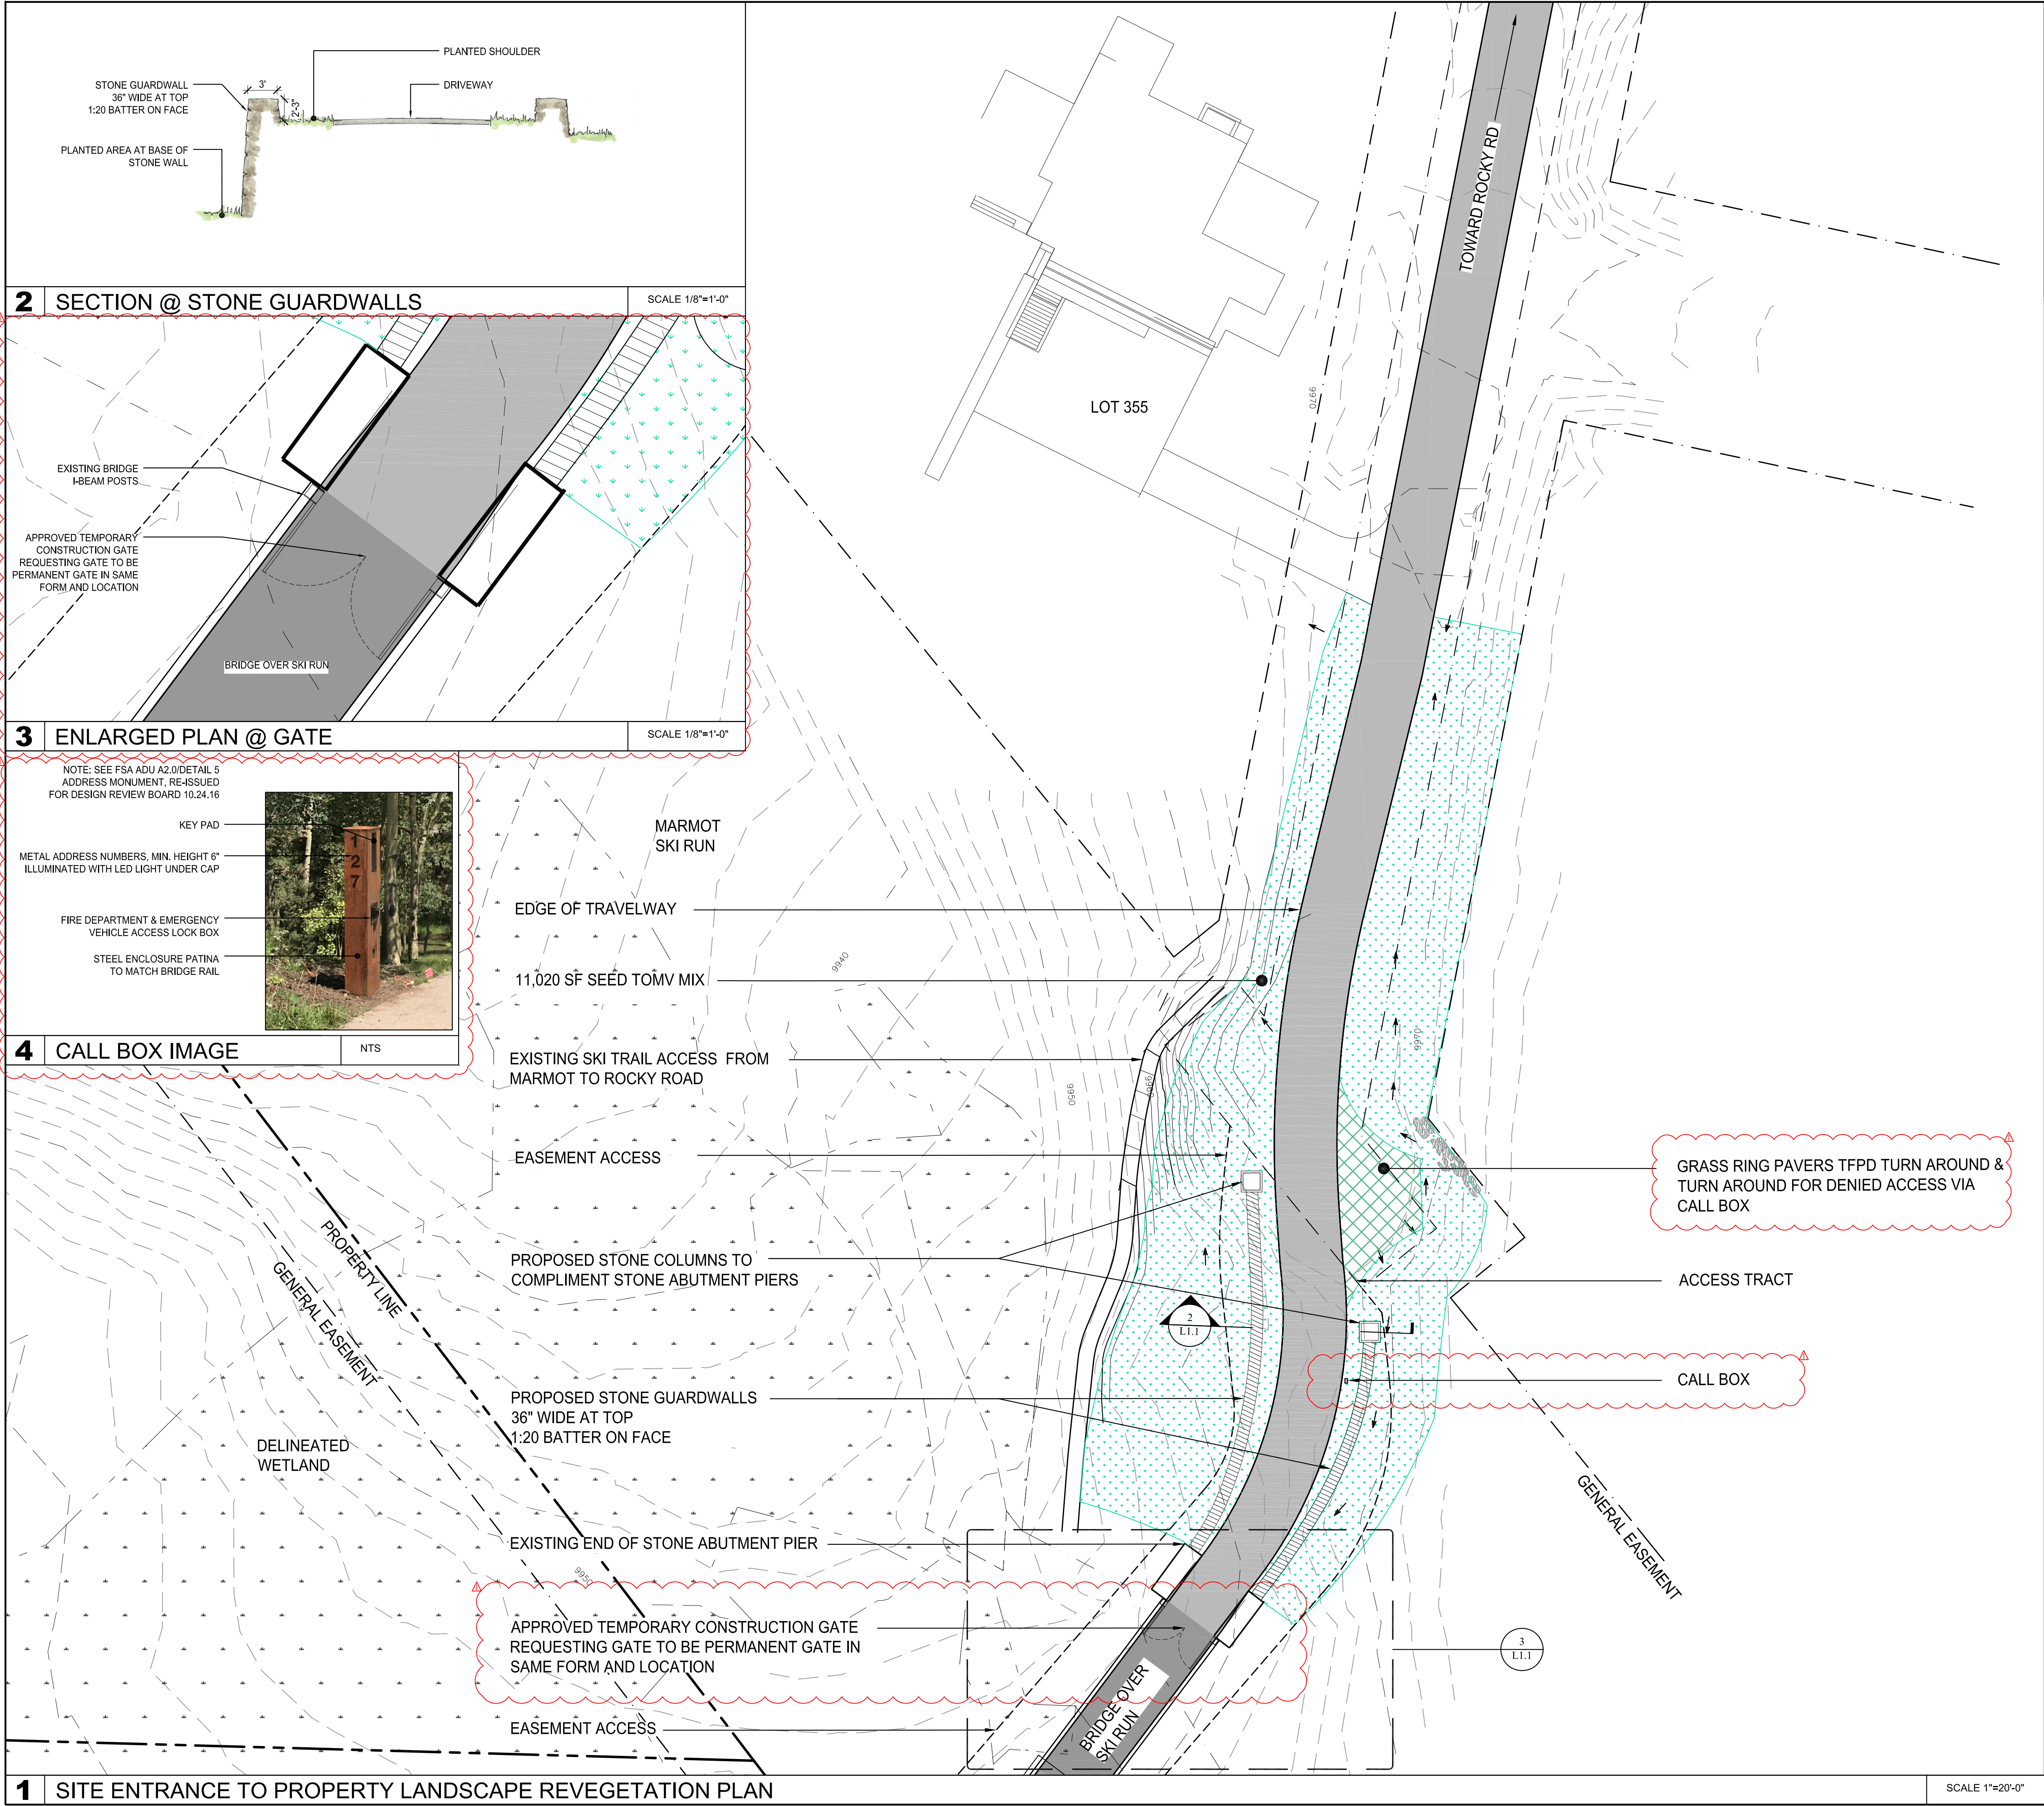 PLANTED SHOULDER
DRIVEWAY
STONE GUARDWALL
36" WIDE AT TOP
1:20 BATTER ON FACE
3'
2'-3"
PLANTED AREA AT BASE OF
STONE WALL
2 SECTION @ STONE GUARDWALLS
SCALE 1/8"=1'-0"
EXISTING BRIDGE
I-BEAM POSTS
APPROVED TEMPORARY
CONSTRUCTION GATE
REQUESTING GATE TO BE
PERMANENT GATE IN SAME
FORM AND LOCATION
BRIDGE OVER SKI RUN
3 ENLARGED PLAN @ GATE
SCALE 1/8"=1'-0"
NOTE: SEE FSA ADU A2.0/DETAIL 5
ADDRESS MONUMENT, RE-ISSUED
FOR DESIGN REVIEW BOARD 10.24.16
KEY PAD
METAL ADDRESS NUMBERS, MIN. HEIGHT 6"
ILLUMINATED WITH LED LIGHT UNDER CAP
FIRE DEPARTMENT & EMERGENCY
VEHICLE ACCESS LOCK BOX
STEEL ENCLOSURE PATINA
TO MATCH BRIDGE RAIL
1
2
7
4 CALL BOX IMAGE
NTS
TOWARD ROCKY RD
LOT 355
9970
MARMOT
SKI RUN
EDGE OF TRAVELWAY
9940
11,020 SF SEED TOMV MIX
EXISTING SKI TRAIL ACCESS FROM
MARMOT TO ROCKY ROAD
9950
9960
9970
EASEMENT ACCESS
GRASS RING PAVERS TFPD TURN AROUND &
TURN AROUND FOR DENIED ACCESS VIA
CALL BOX
PROPERTY LINE
GENERAL EASEMENT
PROPOSED STONE COLUMNS TO
COMPLIMENT STONE ABUTMENT PIERS
ACCESS TRACT
2
L1.1
CALL BOX
PROPOSED STONE GUARDWALLS
36" WIDE AT TOP
1:20 BATTER ON FACE
DELINEATED
WETLAND
GENERAL EASEMENT
EXISTING END OF STONE ABUTMENT PIER
9950
APPROVED TEMPORARY CONSTRUCTION GATE
REQUESTING GATE TO BE PERMANENT GATE IN
SAME FORM AND LOCATION
3
L1.1
EASEMENT ACCESS
BRIDGE OVER
SKI RUN
1 SITE ENTRANCE TO PROPERTY LANDSCAPE REVEGETATION PLAN
SCALE 1"=20'-0"